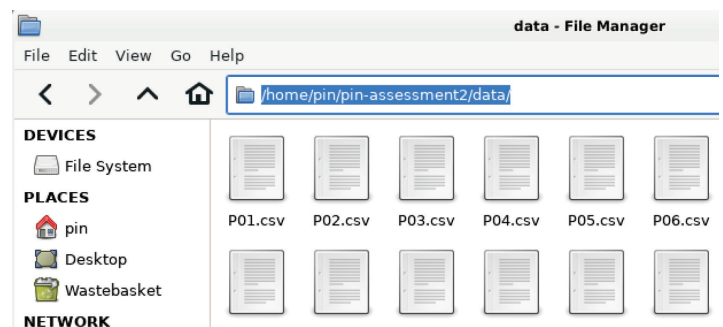 data - File Manager
File Edit View Go Help
/home/pin/pin-assessment2/data/
DEVICES
File System
PLACES
pin
Desktop
Wastebasket
NETWORK
P01.csv P02.csv P03.csv P04.csv P05.csv P06.csv